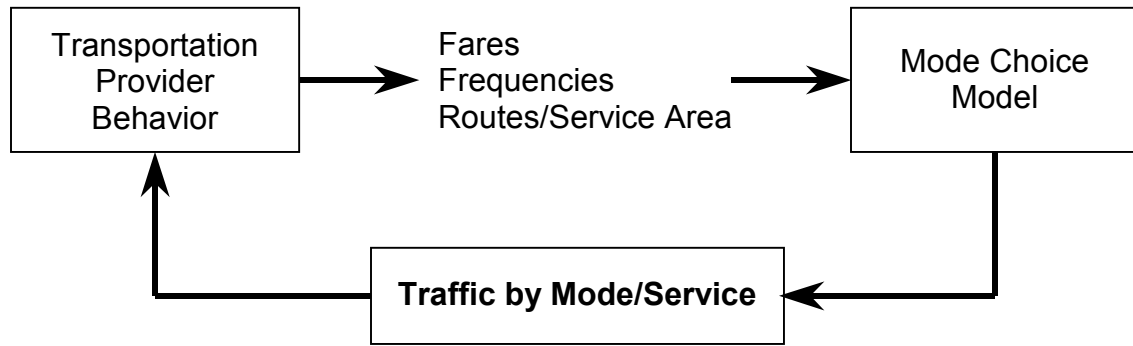 Transportation
Provider
Behavior
Fares
Frequencies
Routes/Service Area
Mode Choice
Model
Traffic by Mode/Service